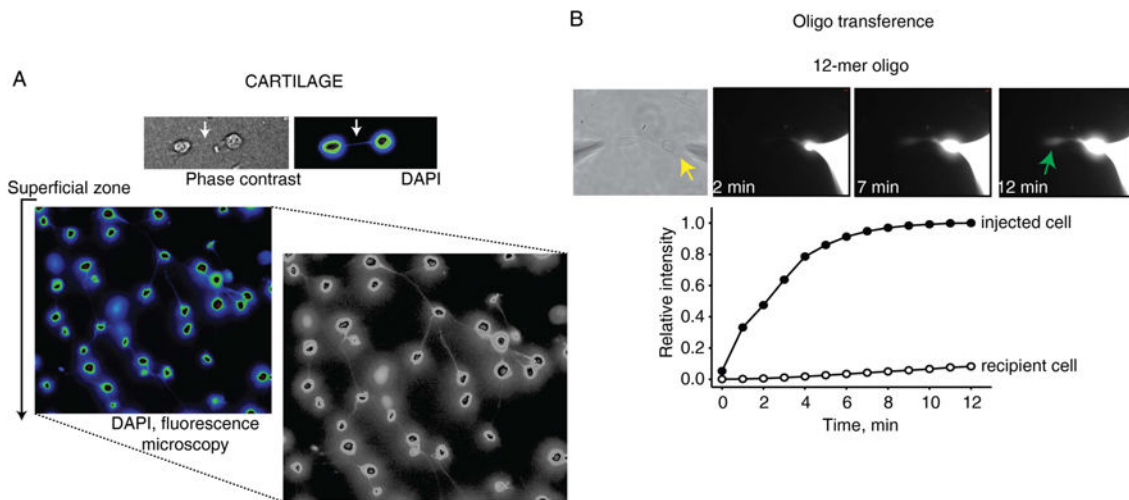 A
CARTILAGE
Phase contrast
DAPI
Superficial zone
DAPI, fluorescence
microscopy
B
Oligo transference
12-mer oligo
2 min
7 min
12 min
1.0
0.8
0.6
0.4
0.2
0.0
Relative intensity
injected cell
recipient cell
0 2 4 6 8 10 12
Time, min